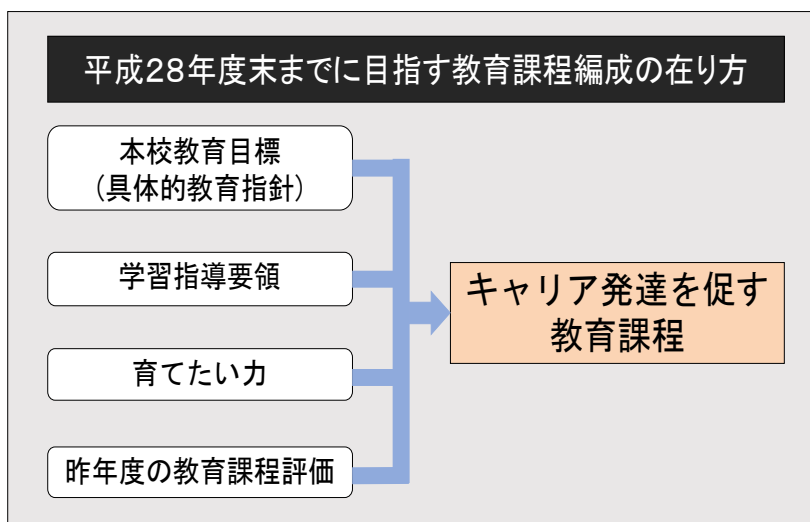 平成２８年度末までに目指す教育課程編成の在り方
本校教育目標
（具体的教育指針）
学習指導要領
育てたい力
昨年度の教育課程評価
キャリア発達を促す
教育課程